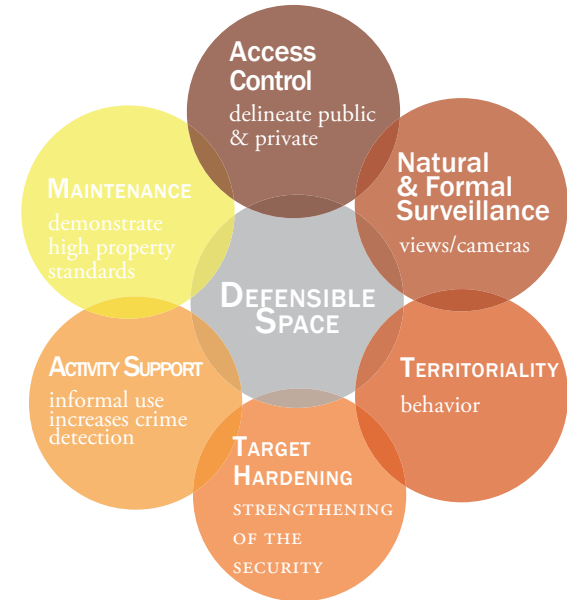 Access
Control
delineate public
& private
Natural
& Formal
Surveillance
views/cameras
MAINTENANCE
demonstrate
high property
standards
DEFENSIBLE
SPACE
ACTIVITY SUPPORT
informal use
increases crime
detection
TERRITORIALITY
behavior
TARGET
HARDENING
STRENGTHENING
OF THE
SECURITY